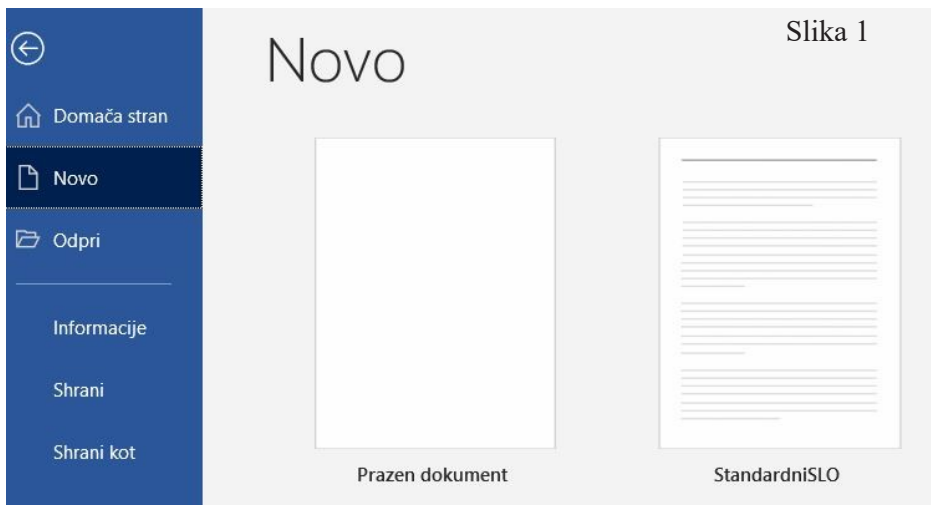 Slika 1
Novo
Domača stran
Novo
Odpri
Informacije
Shrani
Shrani kot
Prazen dokument
StandardniSLO